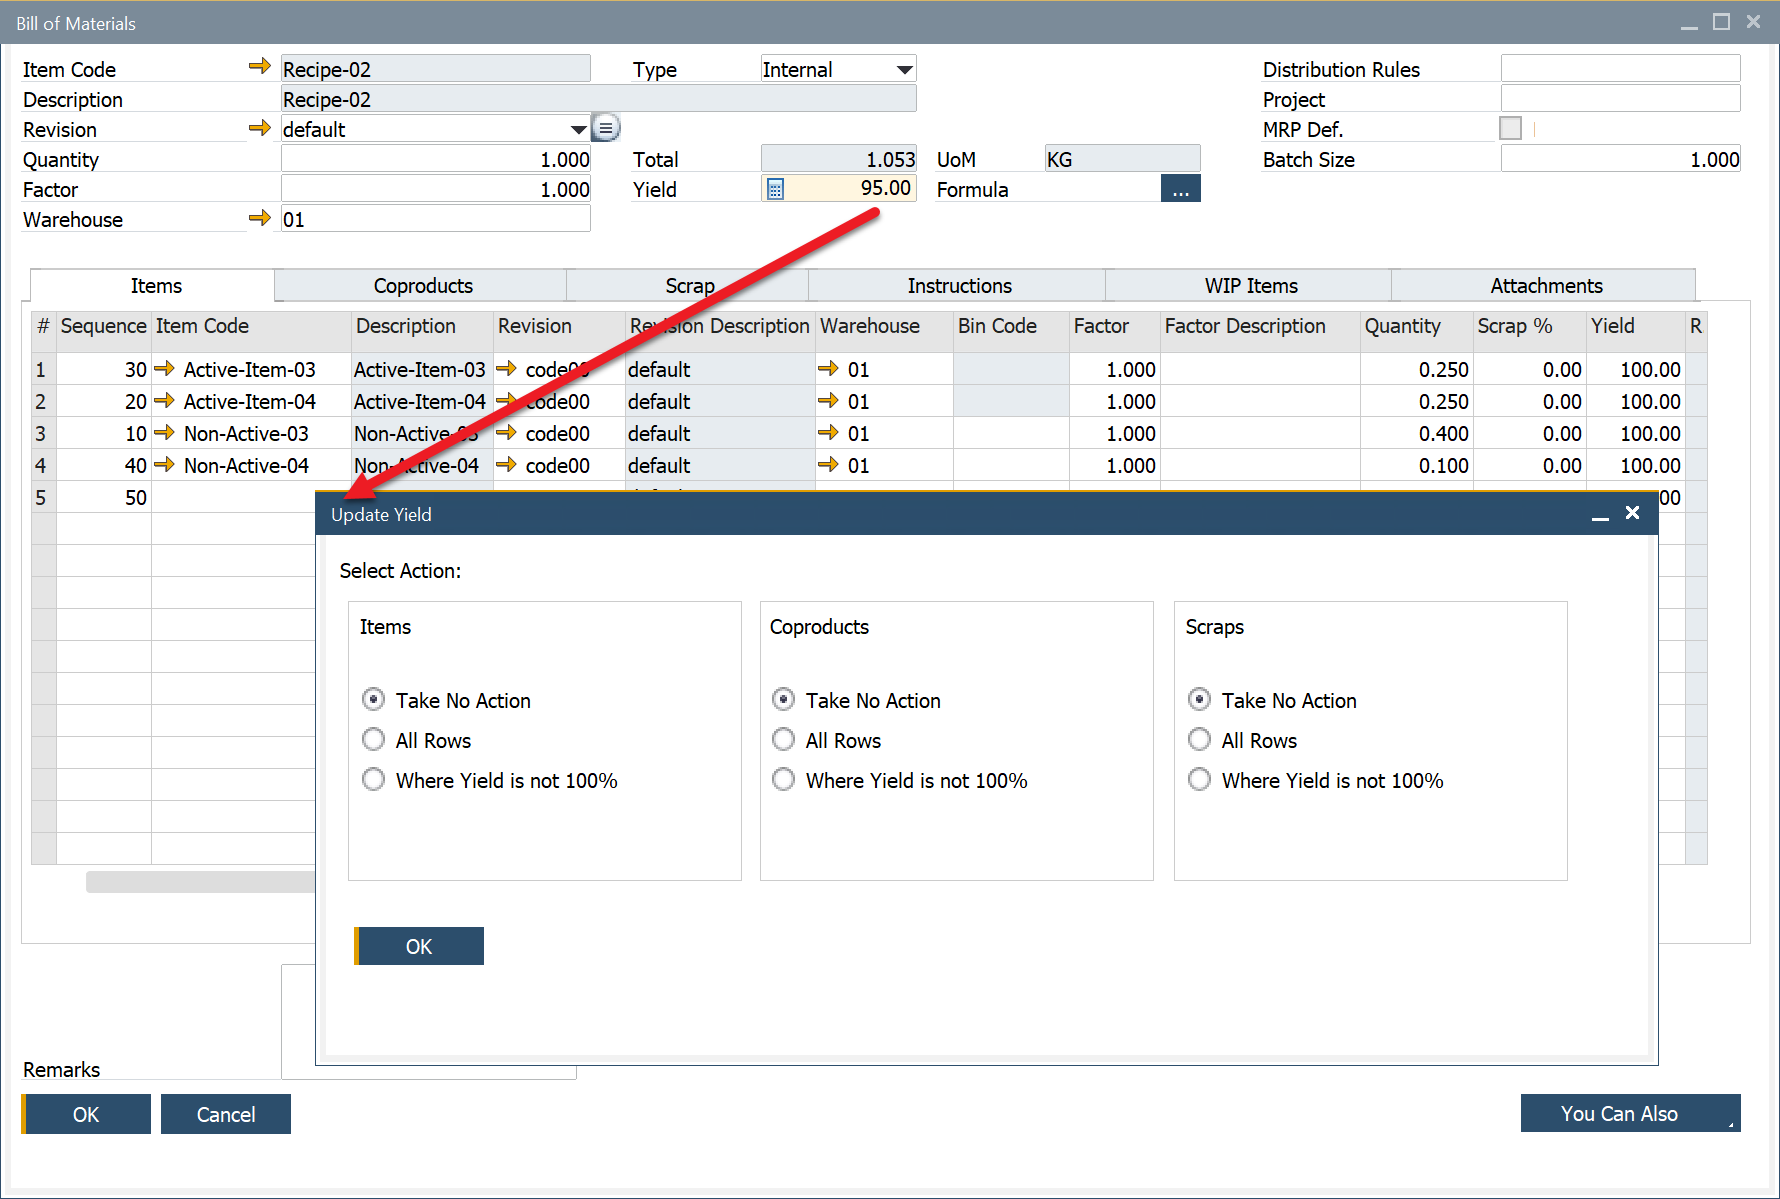 Bill of Materials
Item Code Recipe-02 Type Internal Distribution Rules
Description Recipe-02 Project
Revision default MRP Def.
Quantity 1.000 Total 1.053 UoM KG Batch Size 1.000
Factor 1.000 Yield 95.00 Formula ...
Warehouse 01
Items Coproducts Scrap Instructions WIP Items Attachments
# Sequence Item Code Description Revision Revision Description Warehouse Bin Code Factor Factor Description Quantity Scrap % Yield R
1 30 Active-Item-03 Active-Item-03 code00 default 01 1.000 0.250 0.00 100.00
2 20 Active-Item-04 Active-Item-04 code00 default 01 1.000 0.250 0.00 100.00
3 10 Non-Active-03 Non-Active-03 code00 default 01 1.000 0.400 0.00 100.00
4 40 Non-Active-04 Non-Active-04 code00 default 01 1.000 0.100 0.00 100.00
5 50 00
Update Yield
Select Action:
Items Coproducts Scraps
Take No Action Take No Action Take No Action
All Rows All Rows All Rows
Where Yield is not 100% Where Yield is not 100% Where Yield is not 100%
OK
Remarks
OK Cancel You Can Also